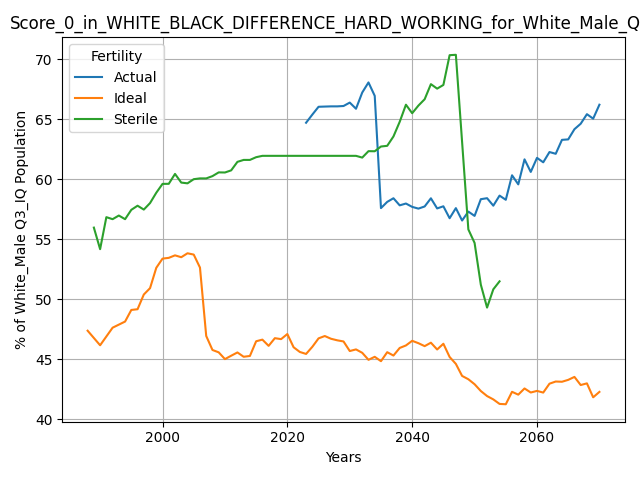 Score_0_in_WHITE_BLACK_DIFFERENCE_HARD_WORKING_for_White_Male_Q
Fertility
Actual
Ideal
Sterile
% of White_Male Q3_IQ Population
70
65
60
55
50
45
40
2000 2020 2040 2060
Years